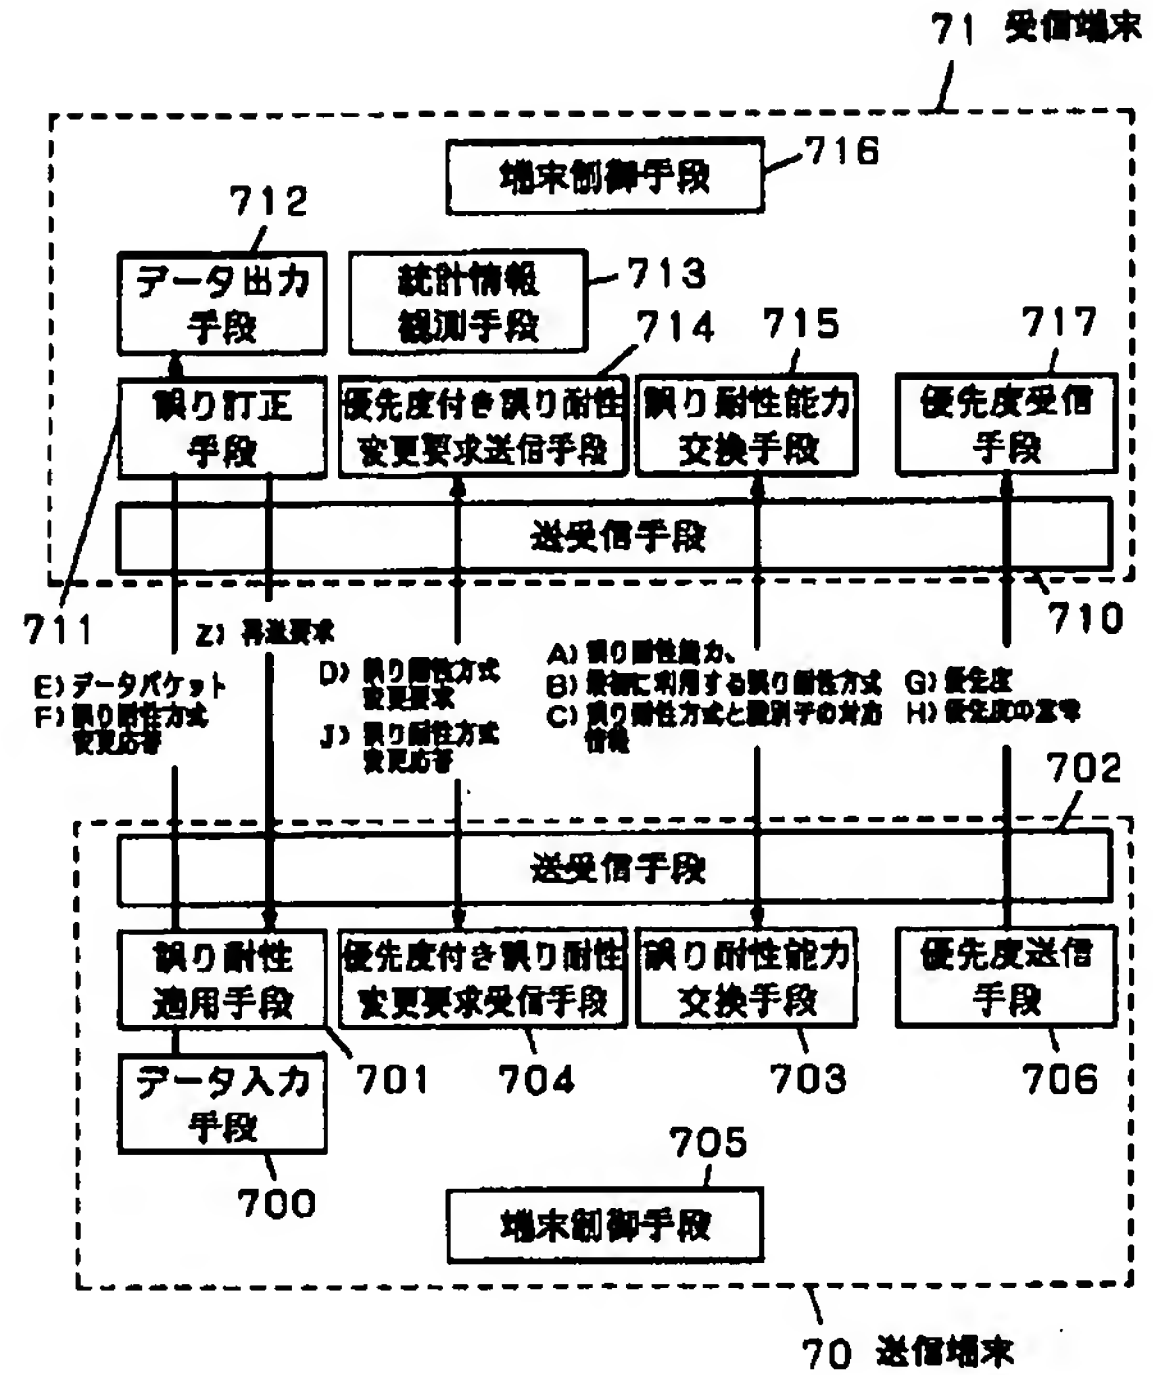 71 受信端末
端末制御手段
716
712
データ出力
手段
統計情報
観測手段
713
714
715
717
誤り訂正
手段
優先度付き誤り耐性
変更要求送信手段
誤り耐性能力
交換手段
優先度受信
手段
送受信手段
711
710
Z) 再送要求
E) データパケット
F) 誤り耐性方式
変更応答
D) 誤り耐性方式
変更要求
J) 誤り耐性方式
変更応答
A) 誤り耐性能力、
B) 最初に利用する誤り耐性方式
C) 誤り耐性方式と識別子の対応
情報
G) 優先度
H) 優先度の
702
送受信手段
誤り耐性
適用手段
優先度付き誤り耐性
変更要求受信手段
誤り耐性能力
交換手段
優先度送信
手段
701
704
703
706
データ入力
手段
700
705
端末制御手段
70 送信端末